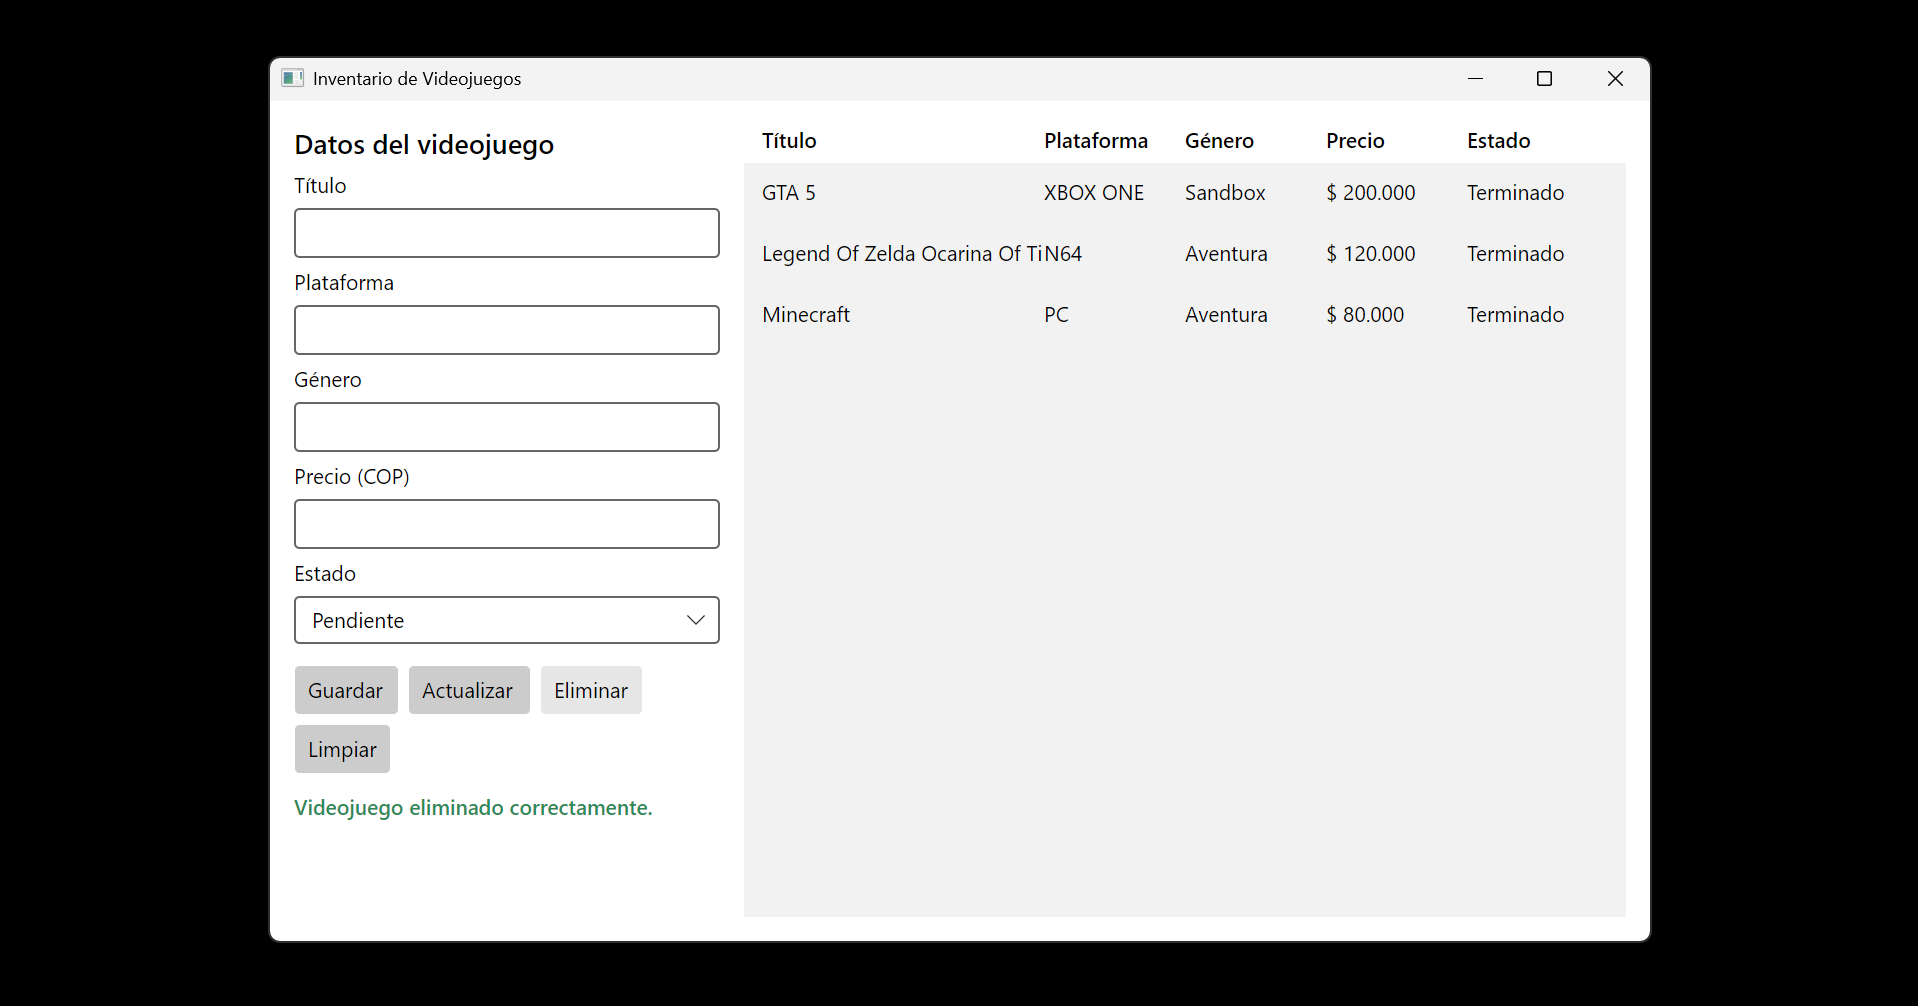 Inventario de Videojuegos
Datos del videojuego
Título
Plataforma
Género
Precio (COP)
Estado
Pendiente
Guardar Actualizar Eliminar
Limpiar
Videojuego eliminado correctamente.
Título Plataforma Género Precio Estado
GTA 5 XBOX ONE Sandbox $ 200.000 Terminado
Legend Of Zelda Ocarina Of Ti N64 Aventura $ 120.000 Terminado
Minecraft PC Aventura $ 80.000 Terminado